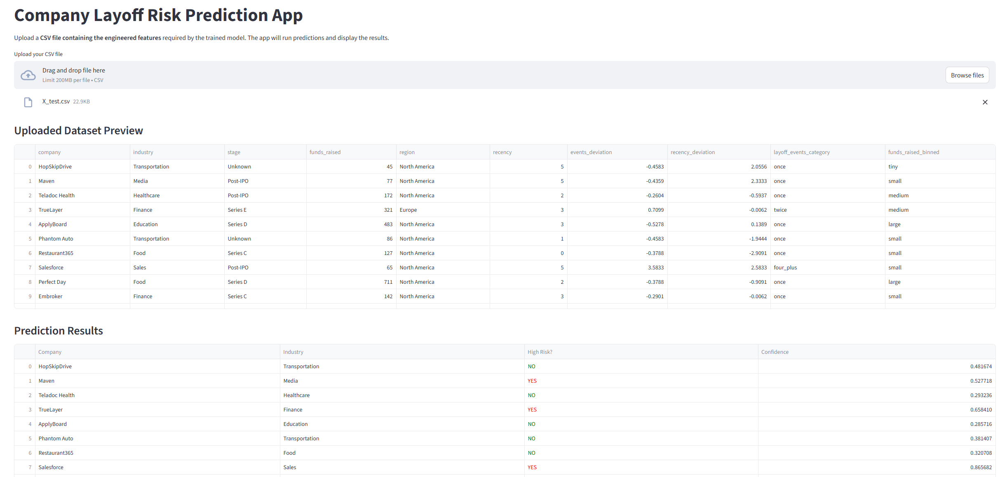 Company Layoff Risk Prediction App
Upload a CSV file containing the engineered features required by the trained model. The app will run predictions and display the results.
Upload your CSV file
Drag and drop file here
Limit 200MB per file • CSV
Browse files
X_test.csv 22.9KB
Uploaded Dataset Preview
company industry stage funds_raised region recency events_deviation recency_deviation layoff_events_category funds_raised_binned
0 HopSkipDrive Transportation Unknown 45 North America 5 -0.4583 2.0556 once tiny
1 Maven Media Post-IPO 77 North America 5 -0.4359 2.3333 once small
2 Teladoc Health Healthcare Post-IPO 172 North America 2 -0.2604 -0.5937 once medium
3 TrueLayer Finance Series E 321 Europe 3 0.7099 -0.0062 twice medium
4 ApplyBoard Education Series D 483 North America 3 -0.5278 0.1389 once large
5 Phantom Auto Transportation Unknown 86 North America 1 -0.4583 -1.9444 once small
6 Restaurant365 Food Series C 127 North America 0 -0.3788 -2.9091 once small
7 Salesforce Sales Post-IPO 65 North America 5 3.5833 2.5833 four_plus small
8 Perfect Day Food Series D 711 North America 2 -0.3788 -0.9091 once large
9 Embroker Finance Series C 142 North America 3 -0.2901 -0.0062 once small
Prediction Results
Company Industry High Risk? Confidence
0 HopSkipDrive Transportation NO 0.481674
1 Maven Media YES 0.527718
2 Teladoc Health Healthcare NO 0.293236
3 TrueLayer Finance YES 0.658410
4 ApplyBoard Education NO 0.285716
5 Phantom Auto Transportation NO 0.381407
6 Restaurant365 Food NO 0.320708
7 Salesforce Sales YES 0.865682